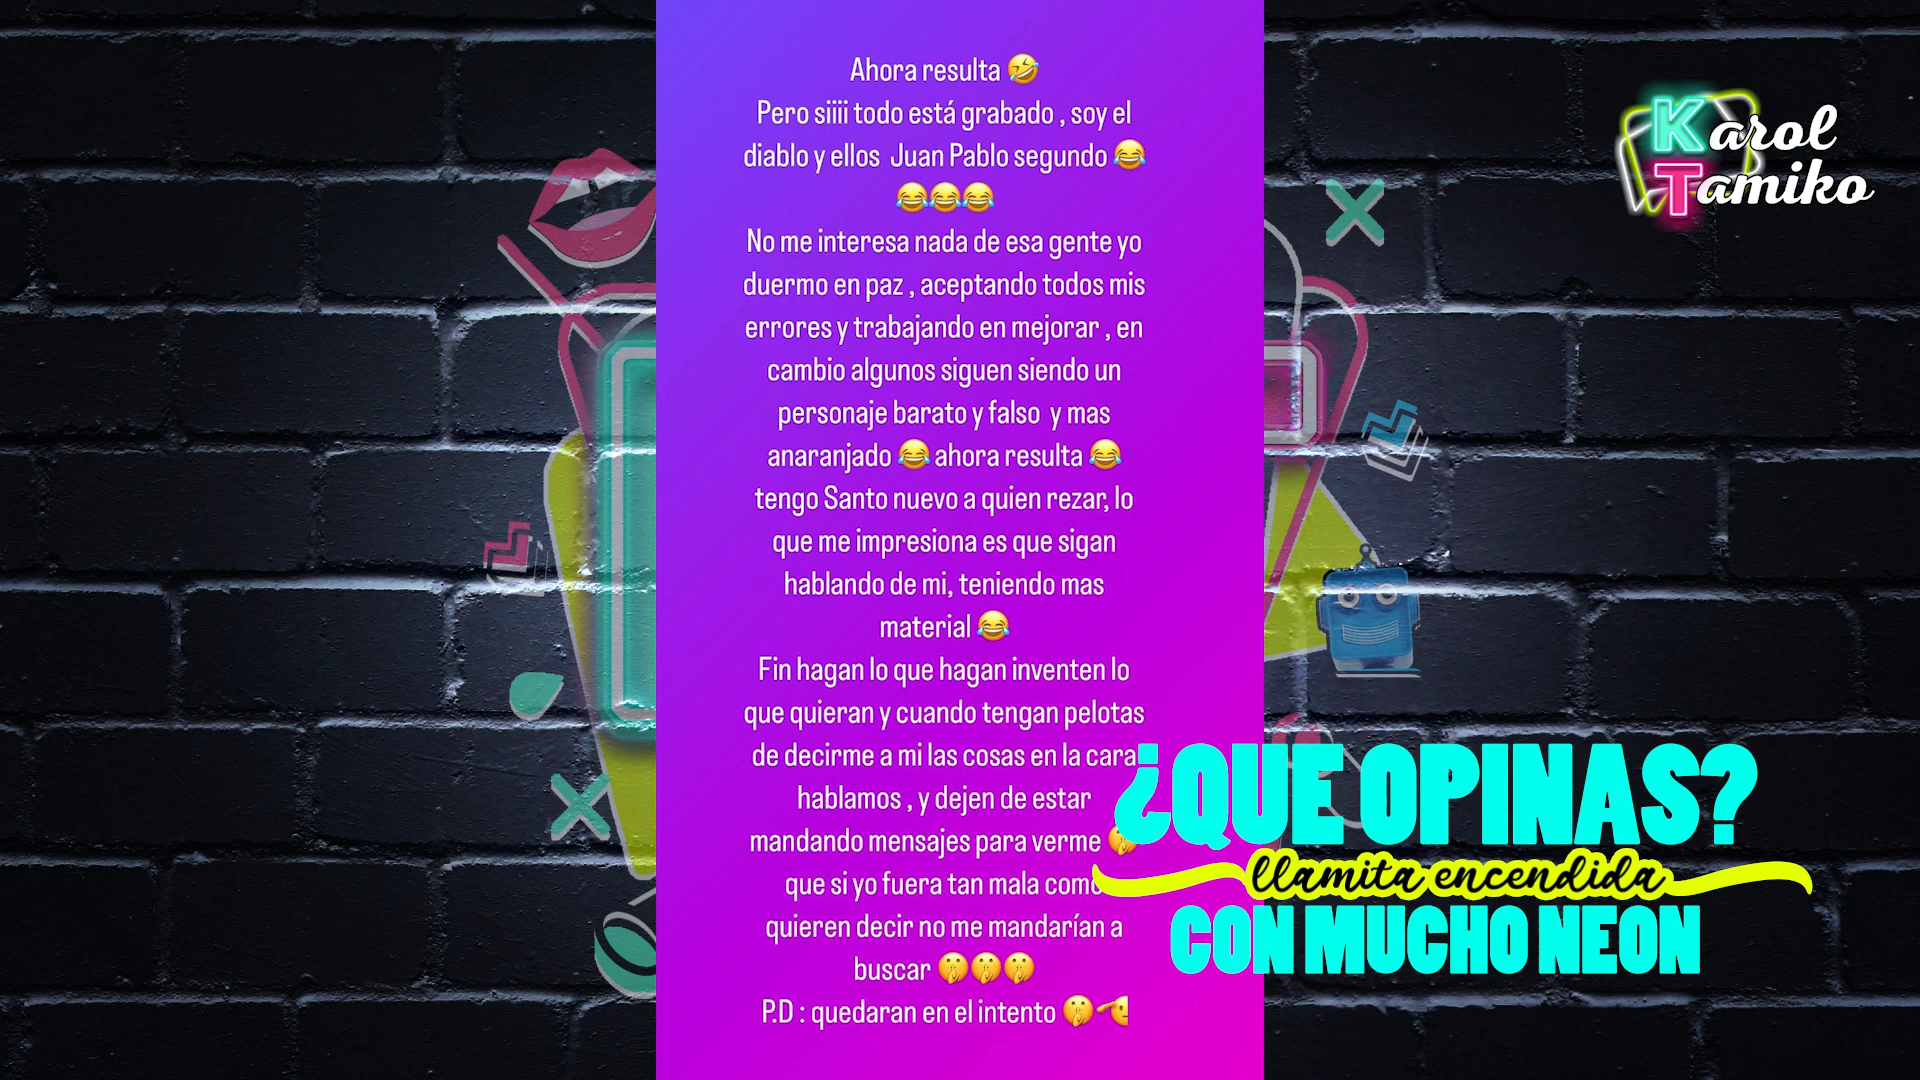 Ahora resulta 🤣
Pero siiii todo está grabado , soy el
diablo y ellos  Juan Pablo segundo 😂
😂😂😂
No me interesa nada de esa gente yo
duermo en paz , aceptando todos mis
errores y trabajando en mejorar , en
cambio algunos siguen siendo un
personaje barato y falso  y mas
anaranjado 😂 ahora resulta 😂
tengo Santo nuevo a quien rezar, lo
que me impresiona es que sigan
hablando de mi, teniendo mas
material 😂
Fin hagan lo que hagan inventen lo
que quieran y cuando tengan pelotas
de decirme a mi las cosas en la cara
hablamos , y dejen de estar
mandando mensajes para verme 🤫
que si yo fuera tan mala como
quieren decir no me mandarían a
buscar 🤫🤫🤫
P.D : quedaran en el intento 🤫👈
Karol
Tamiko
¿QUE OPINAS?
llamita encendida
CON MUCHO NEON